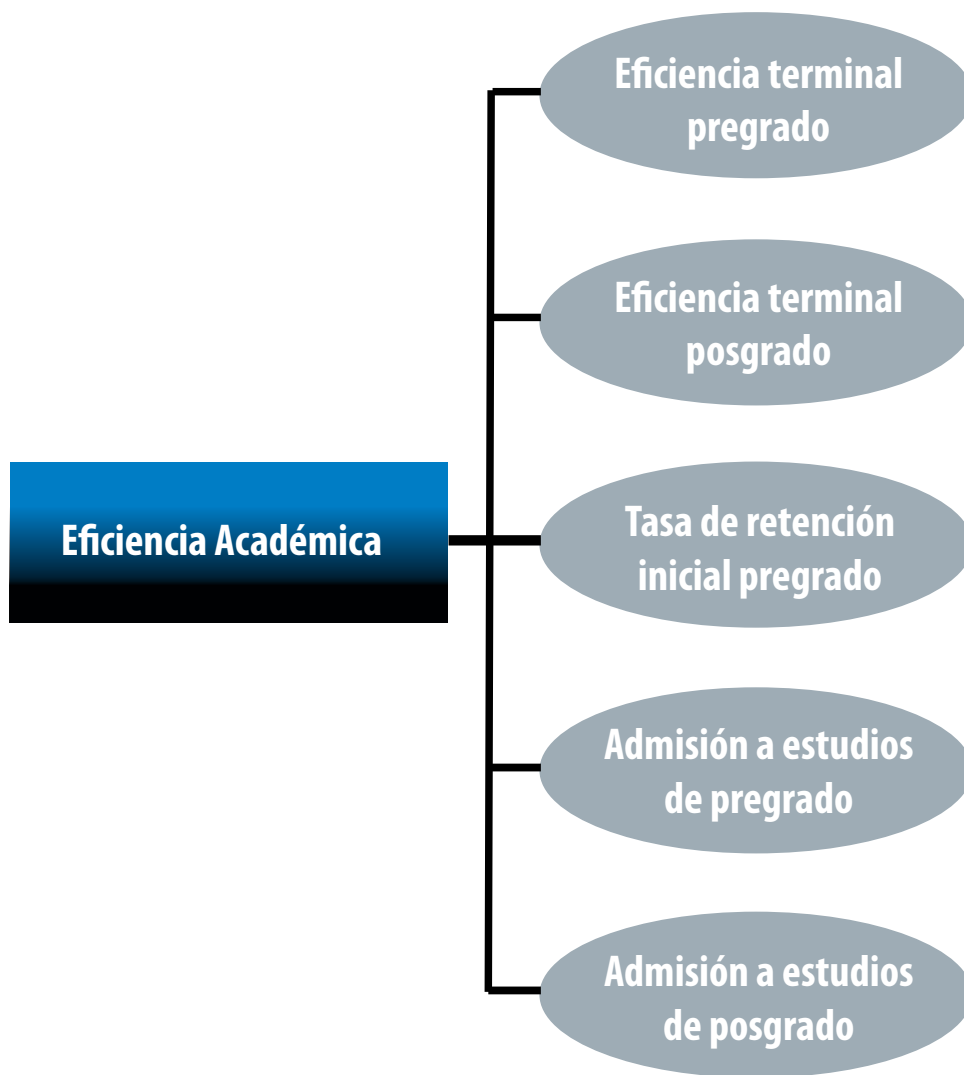 Eficiencia terminal
pregrado
Eficiencia terminal
posgrado
Eficiencia Académica
Tasa de retención
inicial pregrado
Admisión a estudios
de pregrado
Admisión a estudios
de posgrado